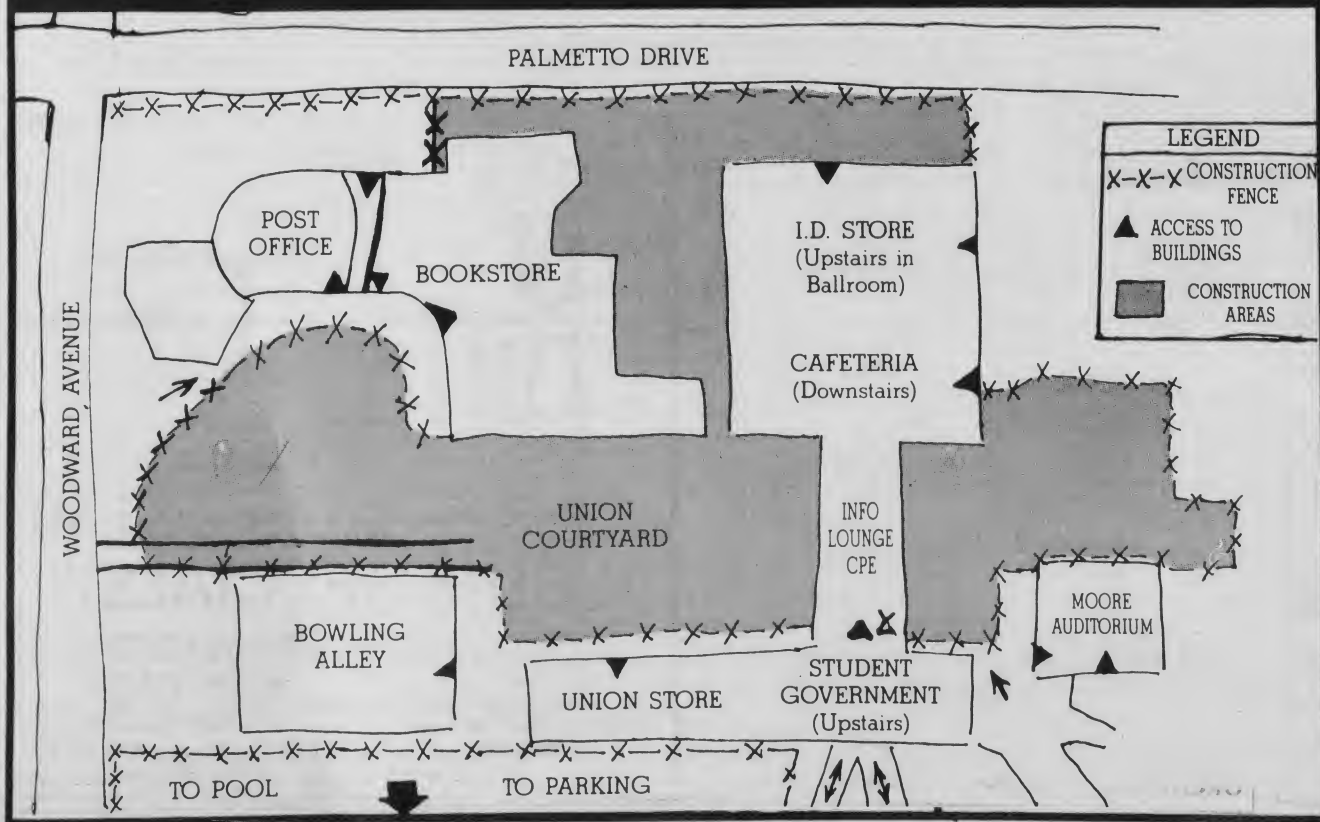 PALMETTO DRIVE
LEGEND
X-X-X CONSTRUCTION
FENCE
ACCESS TO
BUILDINGS
CONSTRUCTION
AREAS
POST
OFFICE
BOOKSTORE
I.D. STORE
(Upstairs in
Ballroom)
CAFETERIA
(Downstairs)
WOODWARD AVENUE
UNION
COURTYARD
INFO
LOUNGE
CPE
BOWLING
ALLEY
MOORE
AUDITORIUM
UNION STORE
STUDENT
GOVERNMENT
(Upstairs)
TO POOL
TO PARKING